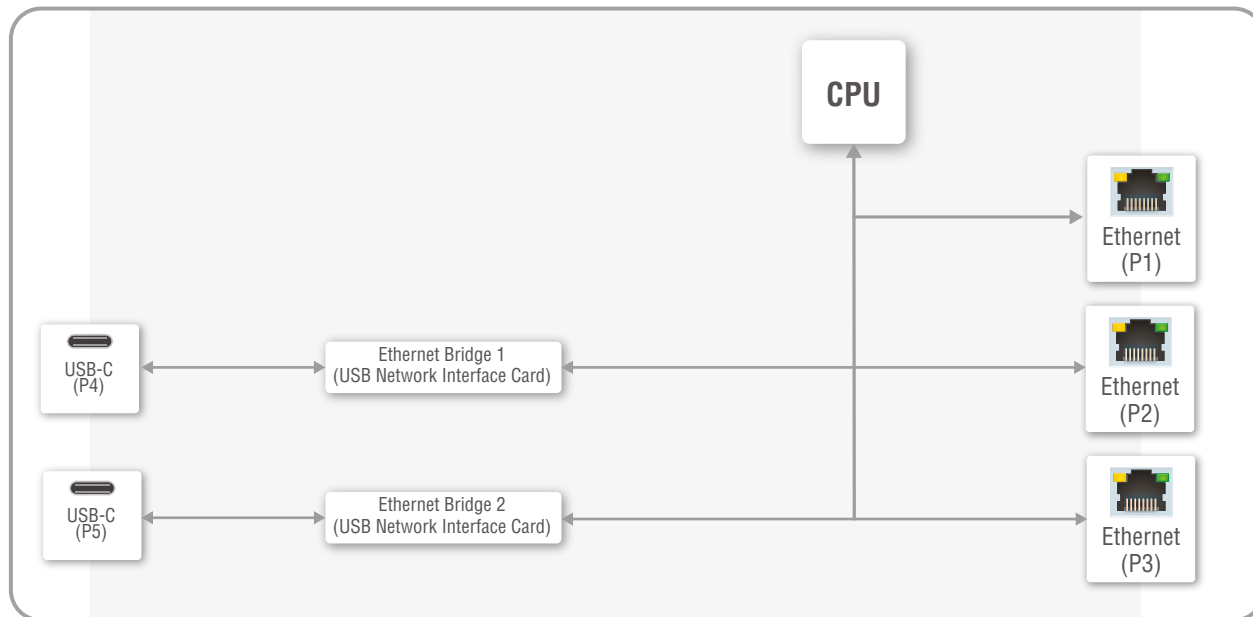 CPU
Ethernet
(P1)
USB-C
(P4)
Ethernet Bridge 1
(USB Network Interface Card)
Ethernet
(P2)
USB-C
(P5)
Ethernet Bridge 2
(USB Network Interface Card)
Ethernet
(P3)